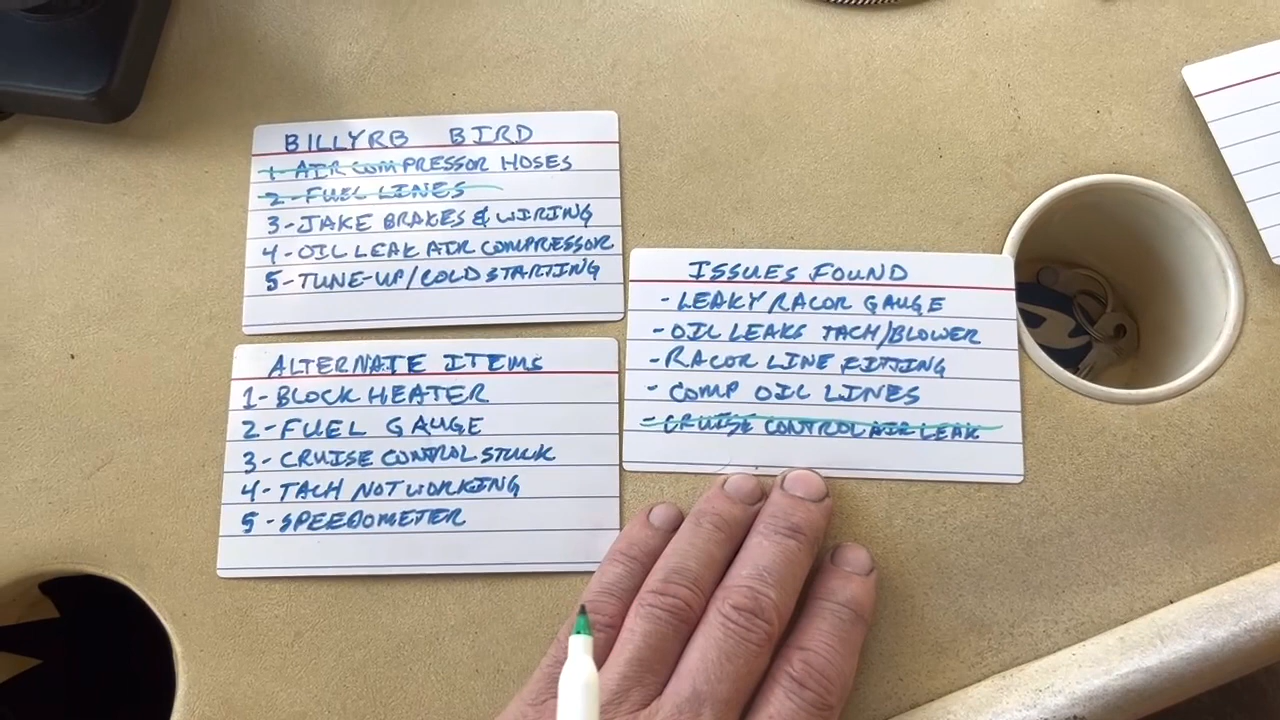 BILLYRB BIRD
1- AIR COMPRESSOR HOSES
2- FUEL LINES
3- JAKE BRAKES & WIRING
4- OIL LEAK AIR COMPRESSOR
5- TUNE-UP/COLD STARTING
ALTERNATE ITEMS
1- BLOCK HEATER
2- FUEL GAUGE
3- CRUISE CONTROL STUCK
4- TACH NOT WORKING
5- SPEEDOMETER
ISSUES FOUND
- LEAKY RACOR GAUGE
- OIL LEAKS TACH/BLOWER
- RACOR LINE FITTING
- COMP OIL LINES
- CRUISE CONTROL AIR LEAK